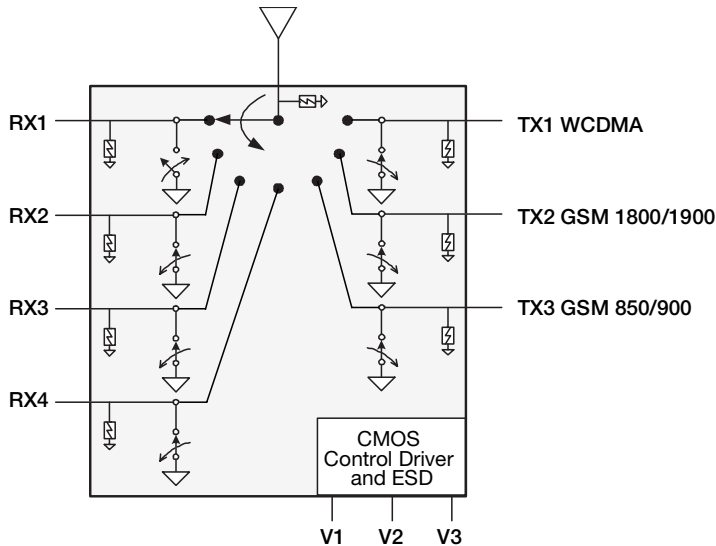 RX1
TX1 WCDMA
RX2
TX2 GSM 1800/1900
RX3
TX3 GSM 850/900
RX4
CMOS
Control Driver
and ESD
V1
V2
V3